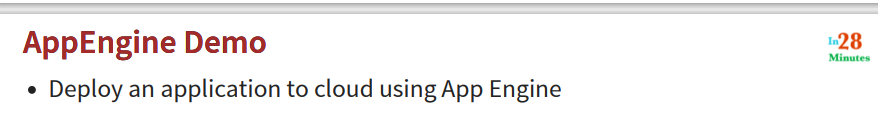 AppEngine Demo
In28
Minutes
• Deploy an application to cloud using App Engine